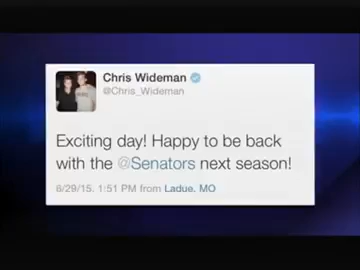 Chris Wideman
@Chris_Wideman
Exciting day! Happy to be back
with the @Senators next season!
6/29/15, 1:51 PM from Ladue, MO